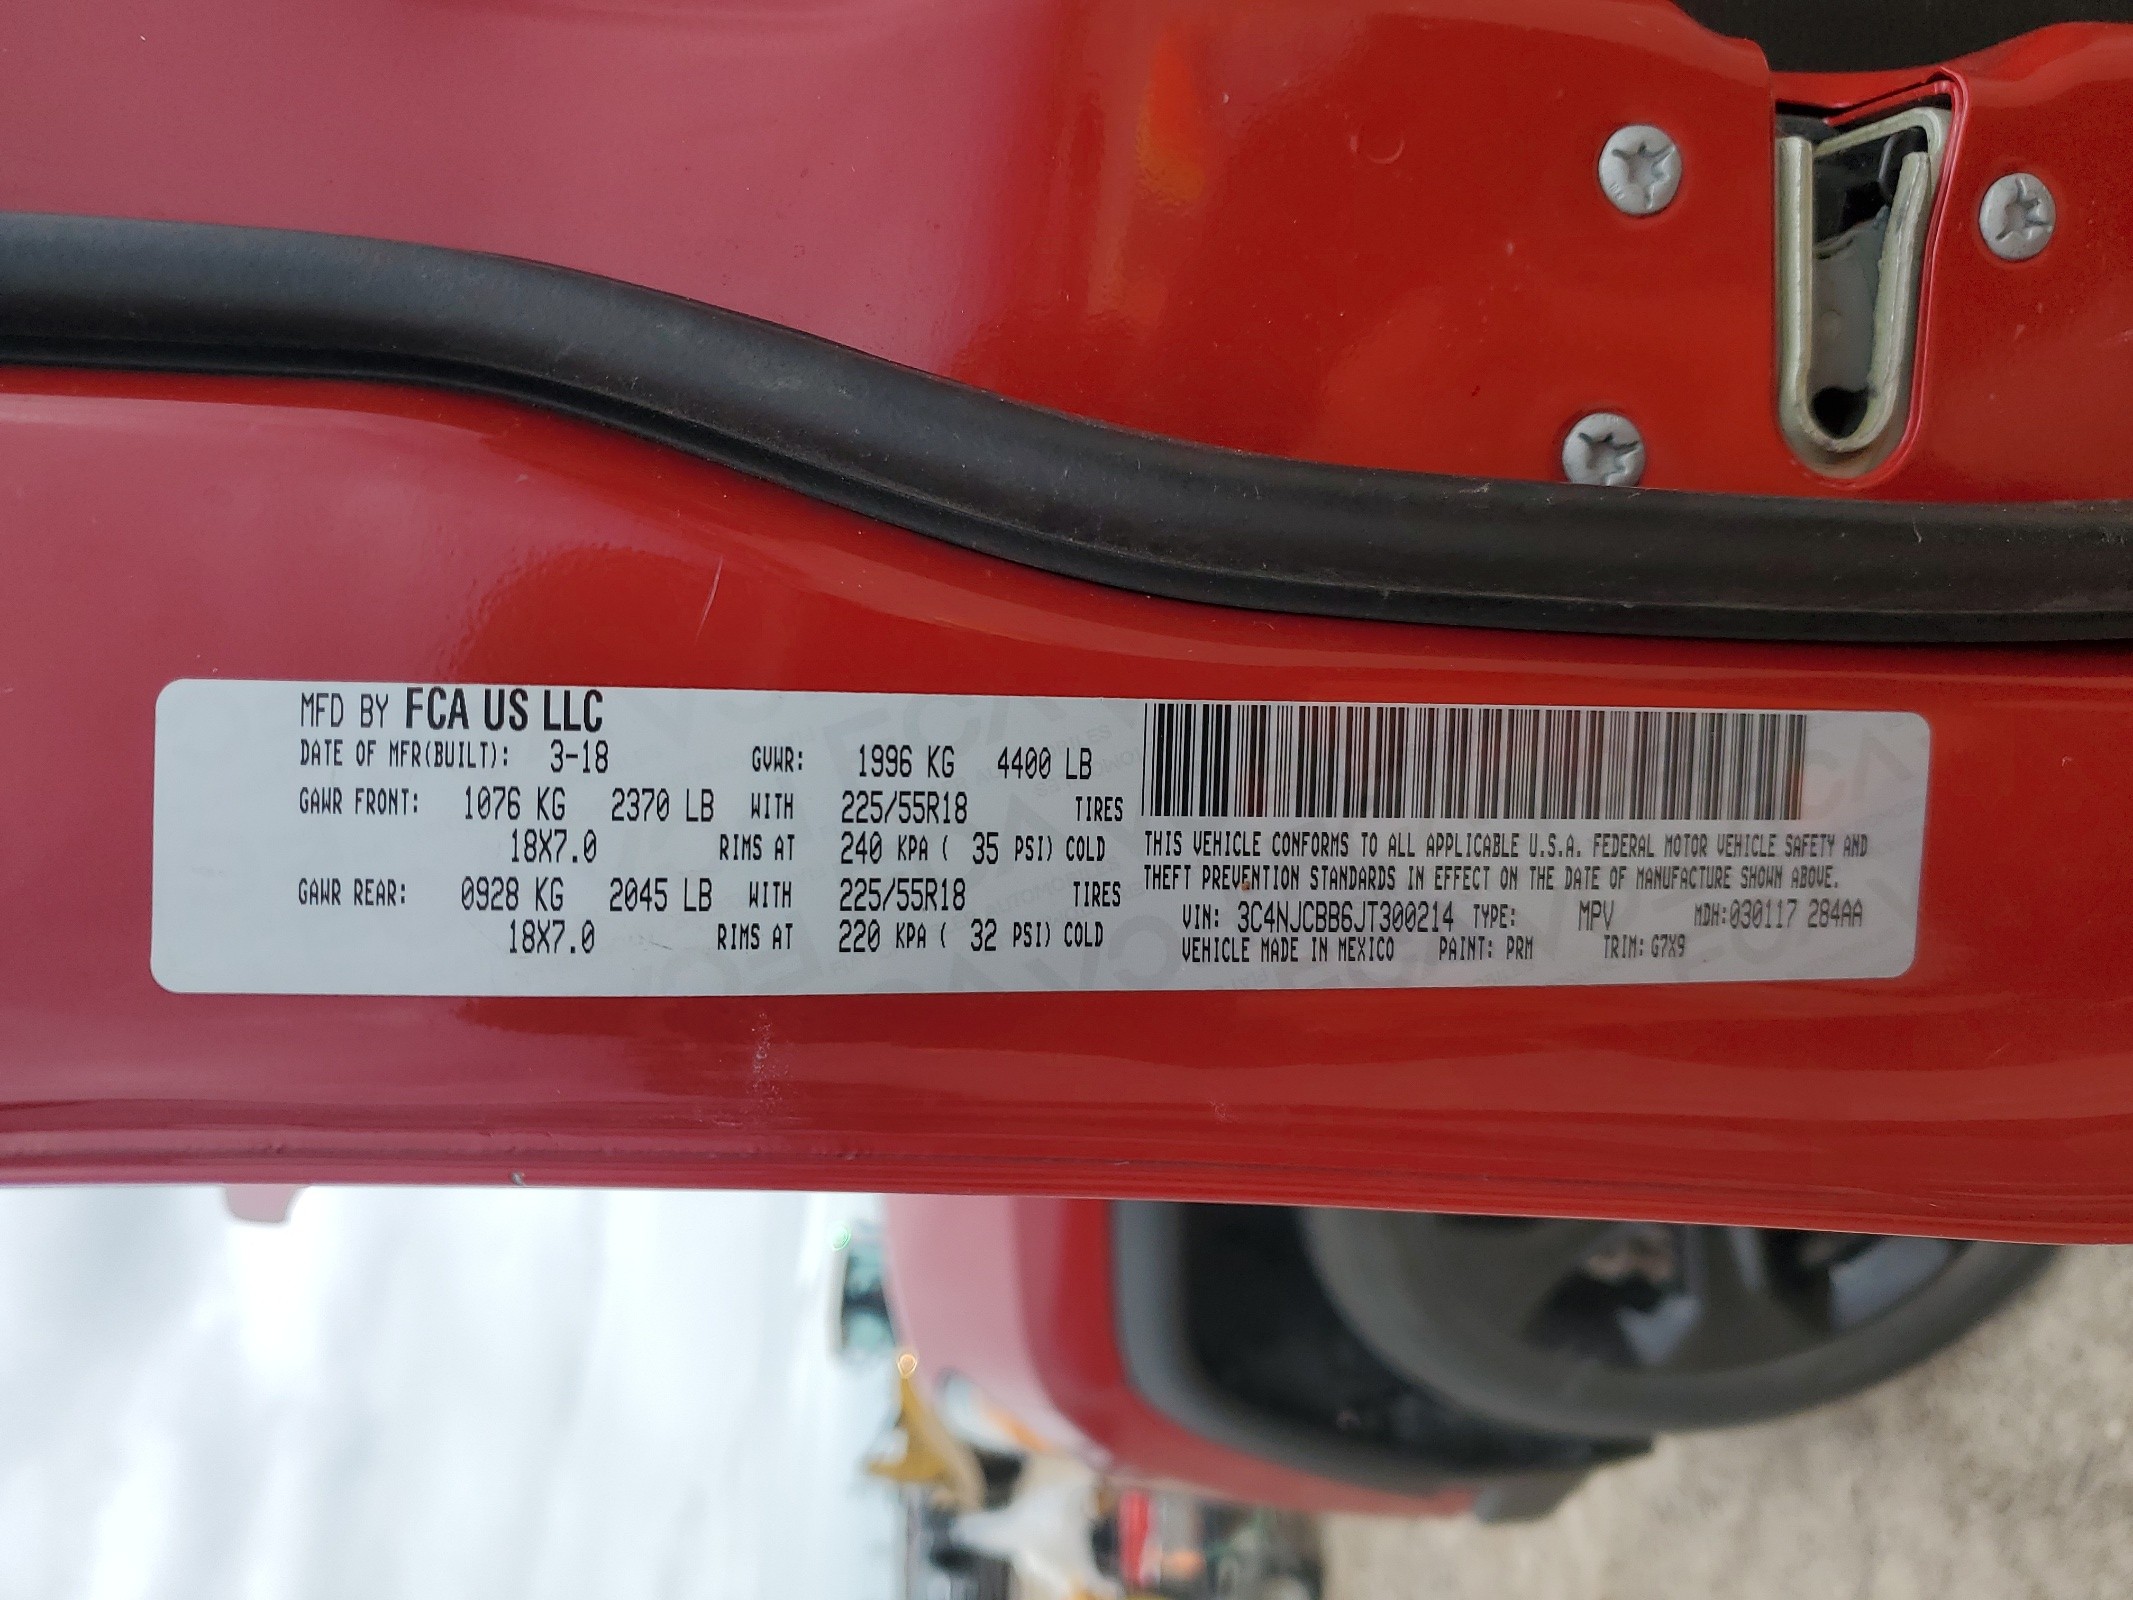 MFD BY FCA US LLC
DATE OF MFR(BUILT): 3-18 GVWR: 1996 KG 4400 LB
GAWR FRONT: 1076 KG 2370 LB WITH 225/55R18 TIRES
18X7.0 RIMS AT 240 KPA ( 35 PSI) COLD
GAWR REAR: 0928 KG 2045 LB WITH 225/55R18 TIRES
18X7.0 RIMS AT 220 KPA ( 32 PSI) COLD
THIS VEHICLE CONFORMS TO ALL APPLICABLE U.S.A. FEDERAL MOTOR VEHICLE SAFETY AND
THEFT PREVENTION STANDARDS IN EFFECT ON THE DATE OF MANUFACTURE SHOWN ABOVE.
VIN: 3C4NJCBB6JT300214 TYPE: MPV MDH:030117 284AA
VEHICLE MADE IN MEXICO PAINT: PRM TRIM: G7X9